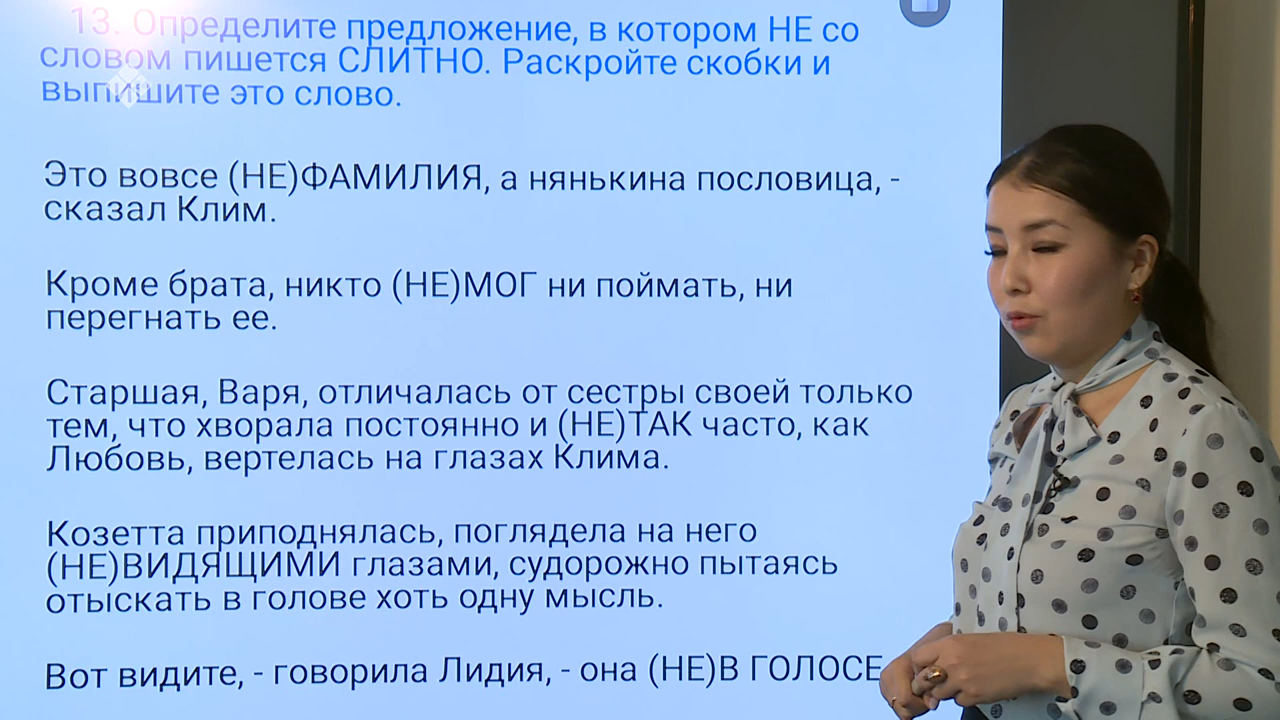 13. Определите предложение, в котором НЕ со
словом пишется СЛИТНО. Раскройте скобки и
выпишите это слово.
Это вовсе (НЕ)ФАМИЛИЯ, а нянькина пословица, -
сказал Клим.
Кроме брата, никто (НЕ)МОГ ни поймать, ни
перегнать ее.
Старшая, Варя, отличалась от сестры своей только
тем, что хворала постоянно и (НЕ)ТАК часто, как
Любовь, вертелась на глазах Клима.
Козетта приподнялась, поглядела на него
(НЕ)ВИДЯЩИМИ глазами, судорожно пытаясь
отыскать в голове хоть одну мысль.
Вот видите, - говорила Лидия, - она (НЕ)В ГОЛОСЕ